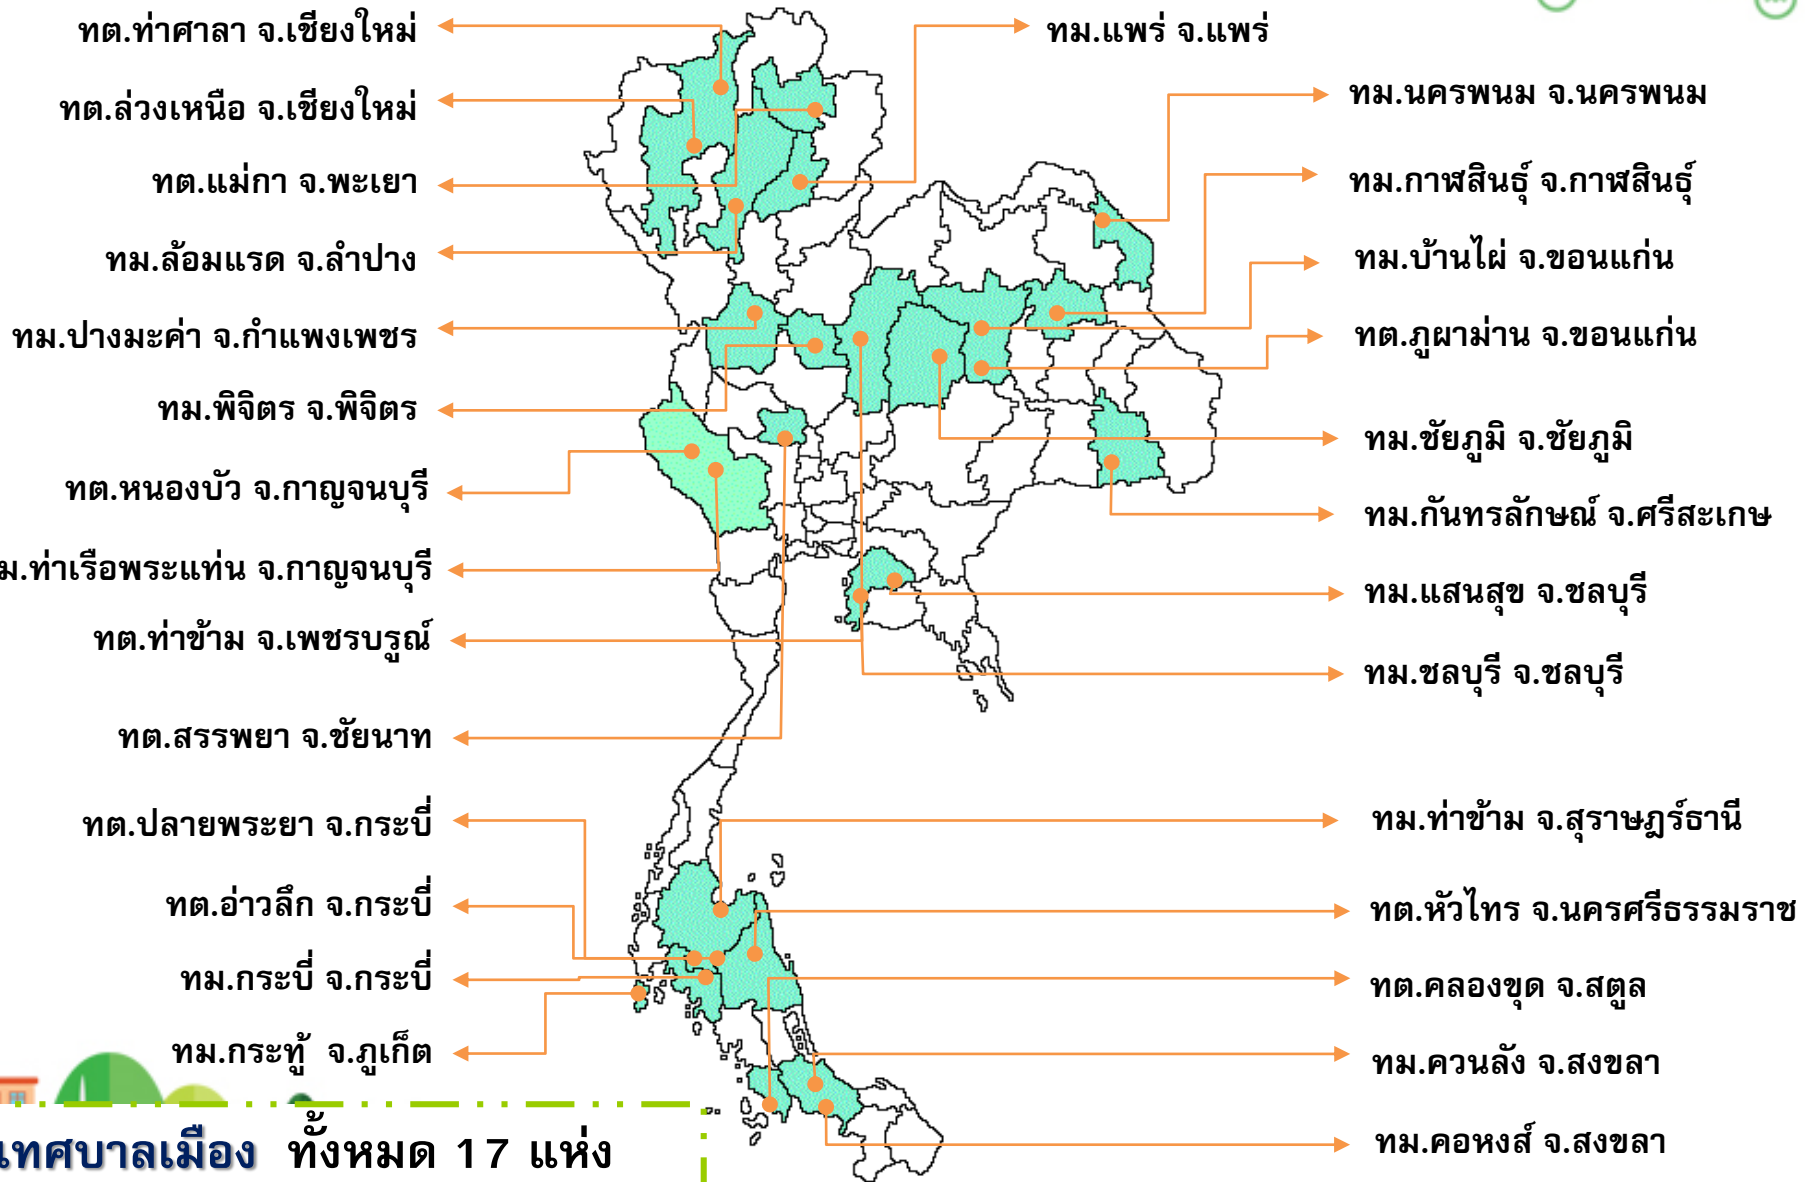 ทต.ท่าศาลา จ.เชียงใหม่
ทต.ล่วงเหนือ จ.เชียงใหม่
ทต.แม่กา จ.พะเยา
ทม.ล้อมแรด จ.ลำปาง
ทม.ปางมะค่า จ.กำแพงเพชร
ทม.พิจิตร จ.พิจิตร
ทต.หนองบัว จ.กาญจนบุรี
ม.ท่าเรือพระแท่น จ.กาญจนบุรี
ทต.ท่าข้าม จ.เพชรบรูณ์
ทต.สรรพยา จ.ชัยนาท
ทต.ปลายพระยา จ.กระบี่
ทต.อ่าวลึก จ.กระบี่
ทม.กระบี่ จ.กระบี่
ทม.กระทู้ จ.ภูเก็ต
ทม.แพร่ จ.แพร่
ทม.นครพนม จ.นครพนม
ทม.กาฬสินธุ์ จ.กาฬสินธุ์
ทม.บ้านไผ่ จ.ขอนแก่น
ทต.ภูผาม่าน จ.ขอนแก่น
ทม.ชัยภูมิ จ.ชัยภูมิ
ทม.กันทรลักษณ์ จ.ศรีสะเกษ
ทม.แสนสุข จ.ชลบุรี
ทม.ชลบุรี จ.ชลบุรี
ทม.ท่าข้าม จ.สุราษฎร์ธานี
ทต.หัวไทร จ.นครศรีธรรมราช
ทต.คลองขุด จ.สตูล
ทม.ควนลัง จ.สงขลา
ทม.คอหงส์ จ.สงขลา
เทศบาลเมือง ทั้งหมด 17 แห่ง